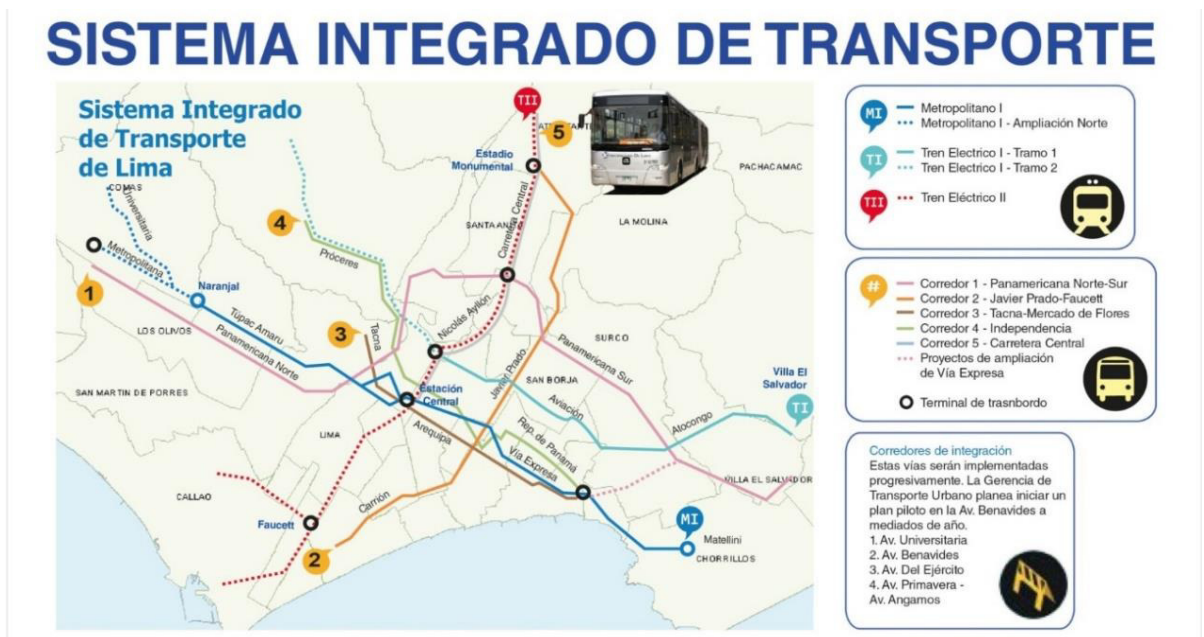 SISTEMA INTEGRADO DE TRANSPORTE
Sistema Integrado
de Transporte
de Lima
COMAS
Universitaria
Metropolitana
1
Naranjal
LOS OLIVOS
Túpac Amaru
Panamericana Norte
SAN MARTIN DE PORRES
4
Próceres
3
Tacna
TII
5
Estadio
Monumental
SANTA AN
Carretera Central
PACHACAMAC
LA MOLINA
Nicolás Ayllón
SURCO
Panamericana Sur
Javier Prado
SAN BORJA
Villa El
Salvador
TI
Estación
Central
Aviación
Atocongo
LIMA
Arequipa
Rep. de Panamá
Vía Expresa
VILLA EL SALVADOR
CALLAO
Carrión
Faucett
2
MI
Matellini
CHORRILLOS
MI
Metropolitano I
Metropolitano I - Ampliación Norte
TI
Tren Electrico I - Tramo 1
Tren Electrico I - Tramo 2
TII
Tren Eléctrico II
#
Corredor 1 - Panamericana Norte-Sur
Corredor 2 - Javier Prado-Faucett
Corredor 3 - Tacna-Mercado de Flores
Corredor 4 - Independencia
Corredor 5 - Carretera Central
Proyectos de ampliación
de Vía Expresa
Terminal de trasnbordo
Corredores de integración
Estas vías serán implementadas
progresivamente. La Gerencia de
Transporte Urbano planea iniciar un
plan piloto en la Av. Benavides a
mediados de año.
1. Av. Universitaria
2. Av. Benavides
3. Av. Del Ejército
4. Av. Primavera -
Av. Angamos